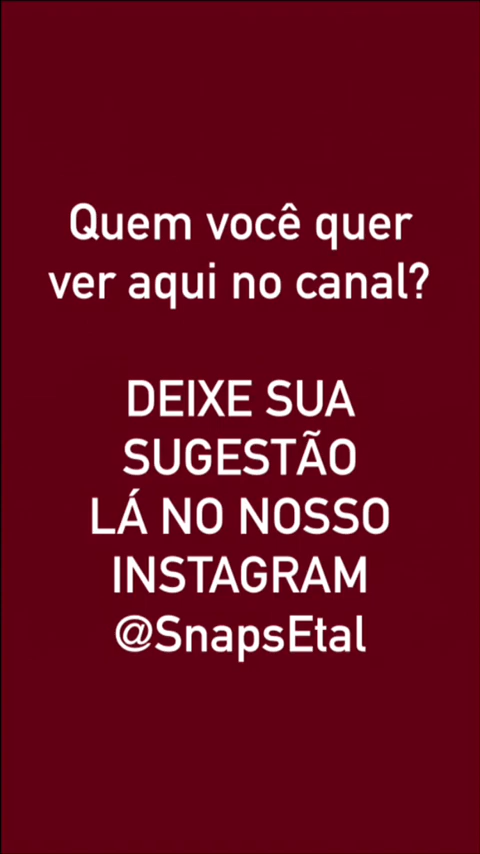 Quem você quer
ver aqui no canal?
DEIXE SUA
SUGESTÃO
LÁ NO NOSSO
INSTAGRAM
@SnapsEtal